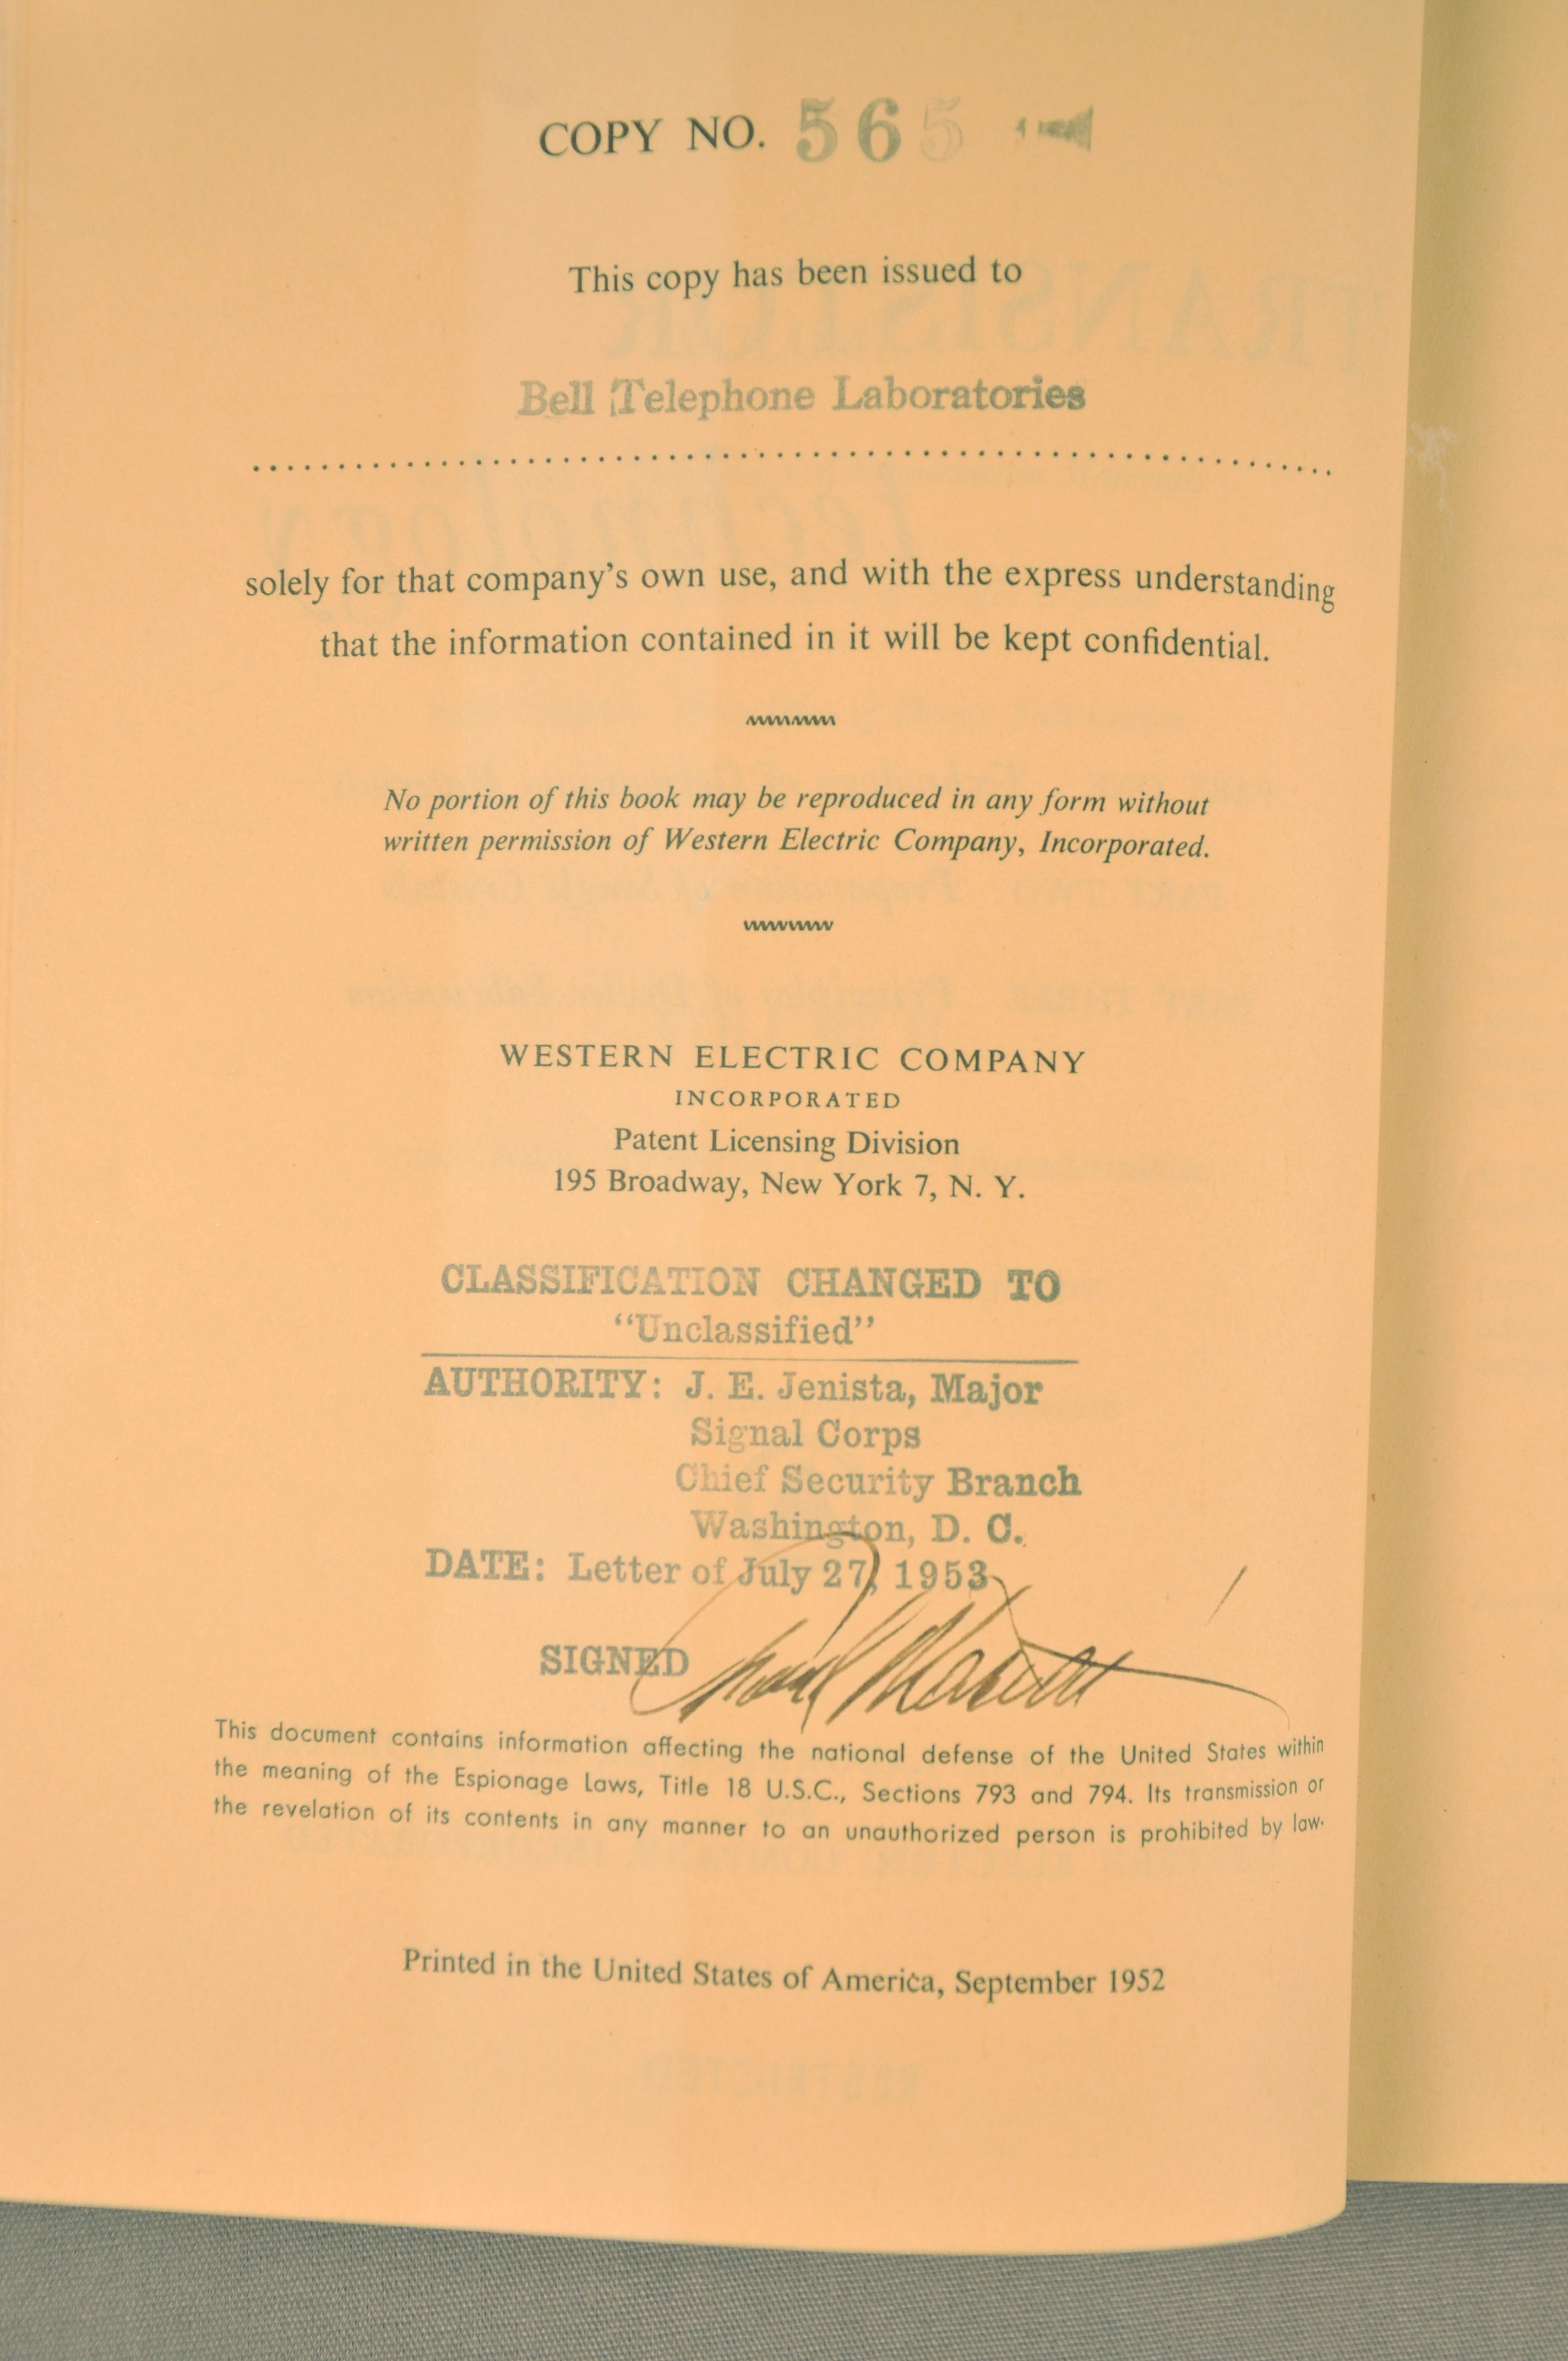 COPY NO. 565
This copy has been issued to
Bell Telephone Laboratories
solely for that company's own use, and with the express understanding
that the information contained in it will be kept confidential.
No portion of this book may be reproduced in any form without
written permission of Western Electric Company, Incorporated.
WESTERN ELECTRIC COMPANY
INCORPORATED
Patent Licensing Division
195 Broadway, New York 7, N. Y.
CLASSIFICATION CHANGED TO
"Unclassified"
AUTHORITY: J. E. Jenista, Major
Signal Corps
Chief Security Branch
Washington, D. C.
DATE: Letter of July 27, 1953
SIGNED
This document contains information affecting the national defense of the United States within
the meaning of the Espionage Laws, Title 18 U.S.C., Sections 793 and 794. Its transmission or
the revelation of its contents in any manner to an unauthorized person is prohibited by law.
Printed in the United States of America, September 1952